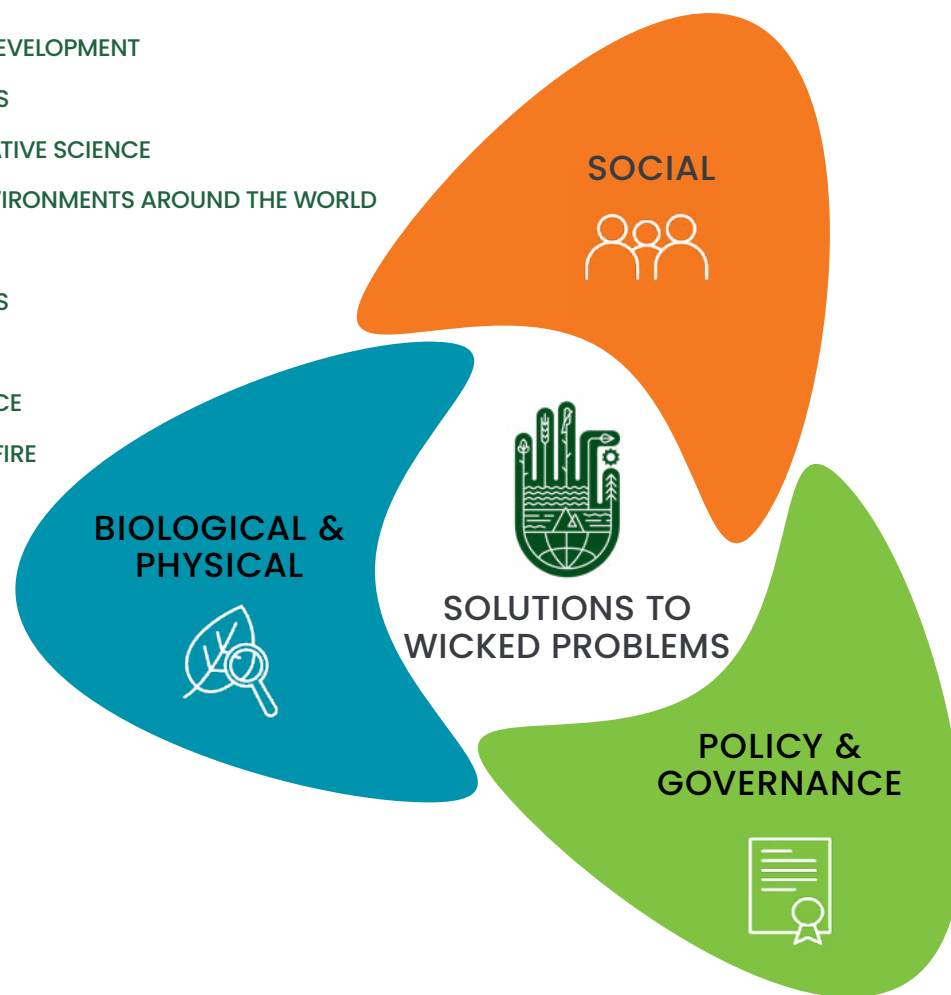 EVELOPMENT
S
ATIVE SCIENCE
VIRONMENTS AROUND THE WORLD
S
CE
FIRE
SOCIAL
BIOLOGICAL &
PHYSICAL
SOLUTIONS TO
WICKED PROBLEMS
POLICY &
GOVERNANCE